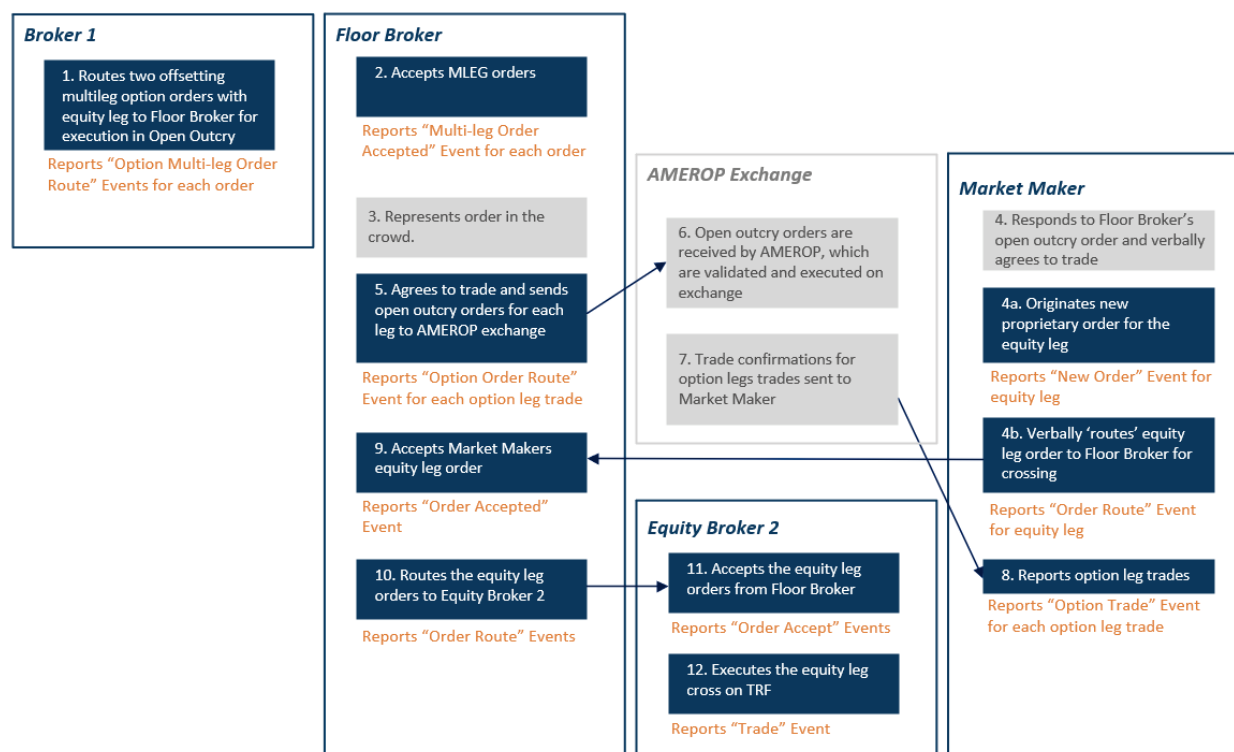 Broker 1
1. Routes two offsetting
multileg option orders with
equity leg to Floor Broker for
execution in Open Outcry
Reports “Option Multi-leg Order
Route” Events for each order
Floor Broker
2. Accepts MLEG orders
Reports “Multi-leg Order
Accepted” Event for each order
3. Represents order in the
crowd.
5. Agrees to trade and sends
open outcry orders for each
leg to AMEROP exchange
Reports “Option Order Route”
Event for each option leg trade
9. Accepts Market Makers
equity leg order
Reports “Order Accepted”
Event
10. Routes the equity leg
orders to Equity Broker 2
Reports “Order Route” Events
AMEROP Exchange
6. Open outcry orders are
received by AMEROP, which
are validated and executed on
exchange
7. Trade confirmations for
option legs trades sent to
Market Maker
Equity Broker 2
11. Accepts the equity leg
orders from Floor Broker
Reports “Order Accept” Events
12. Executes the equity leg
cross on TRF
Reports “Trade” Event
Market Maker
4. Responds to Floor Broker’s
open outcry order and verbally
agrees to trade
4a. Originates new
proprietary order for the
equity leg
Reports “New Order” Event for
equity leg
4b. Verbally ‘routes’ equity
leg order to Floor Broker for
crossing
Reports “Order Route” Event
for equity leg
8. Reports option leg trades
Reports “Option Trade” Event
for each option leg trade